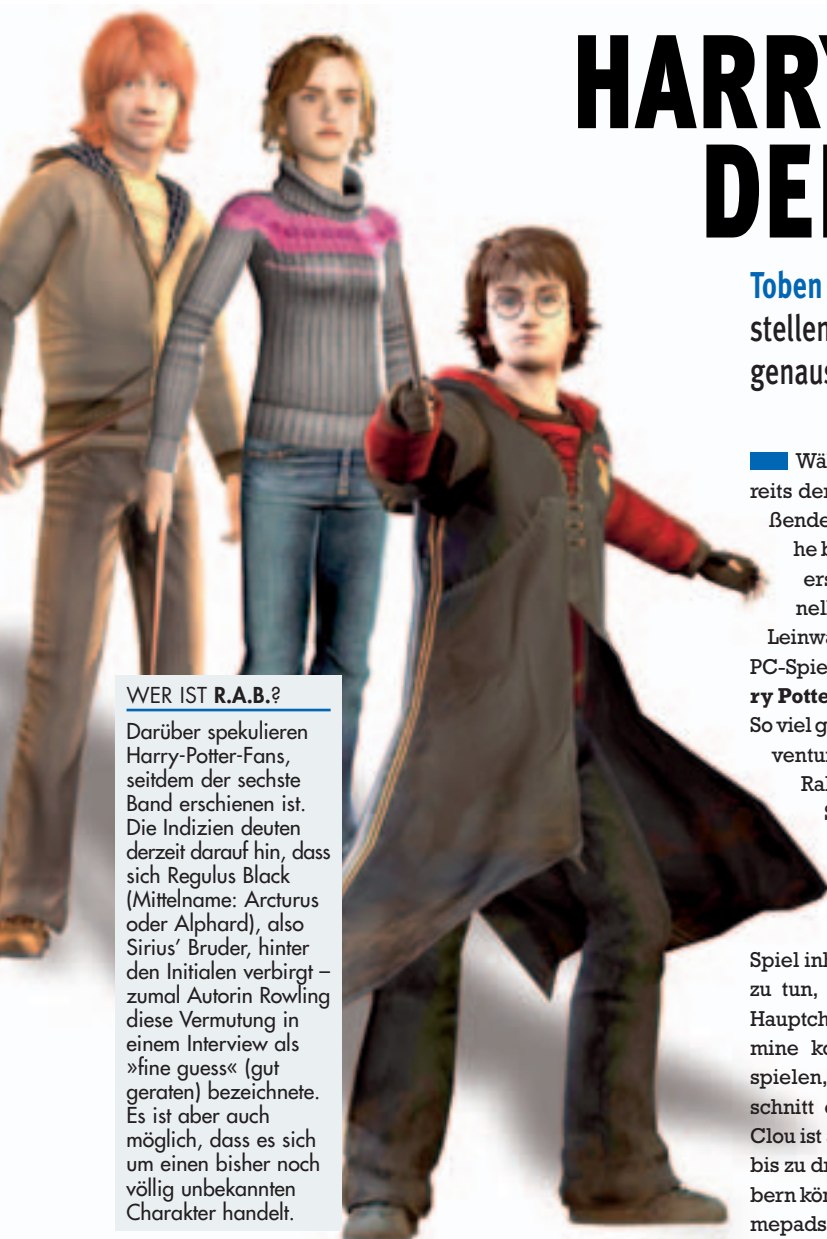 HARRY
DE
Toben
stellen
genaus
Wäh
reits der
ßende
he b
ers
nell
Leinwa
PC-Spie
ry Potte
So viel g
ventur
Ral
S
WER IST R.A.B.?
Darüber spekulieren
Harry-Potter-Fans,
seitdem der sechste
Band erschienen ist.
Die Indizien deuten
derzeit darauf hin, dass
sich Regulus Black
(Mittelname: Arcturus
oder Alphard), also
Sirius’ Bruder, hinter
den Initialen verbirgt –
zumal Autorin Rowling
diese Vermutung in
einem Interview als
»fine guess« (gut
geraten) bezeichnete.
Es ist aber auch
möglich, dass es sich
um einen bisher noch
völlig unbekannten
Charakter handelt.
Spiel inh
zu tun,
Hauptch
mine ko
spielen,
schnitt
Clou ist
bis zu dr
bern kön
mepads